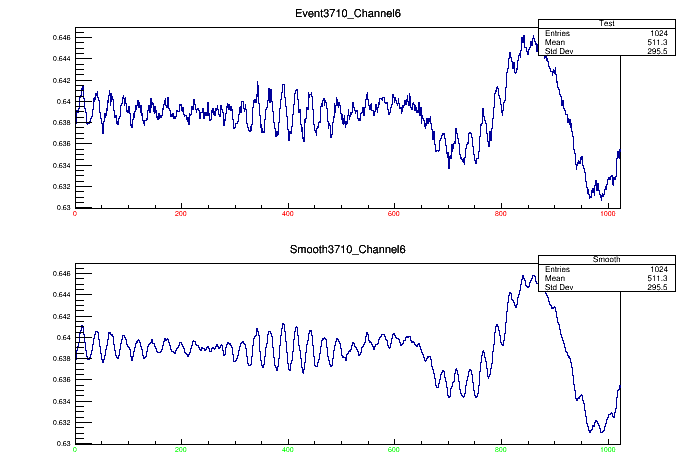 Event3710_Channel6
Test
Entries 1024
Mean 511.3
Std Dev 295.5
0.646
0.644
0.642
0.64
0.638
0.636
0.634
0.632
0.63
0 200 400 600 800 1000
Smooth3710_Channel6
Smooth
Entries 1024
Mean 511.3
Std Dev 295.5
0.646
0.644
0.642
0.64
0.638
0.636
0.634
0.632
0.63
0 200 400 600 800 1000